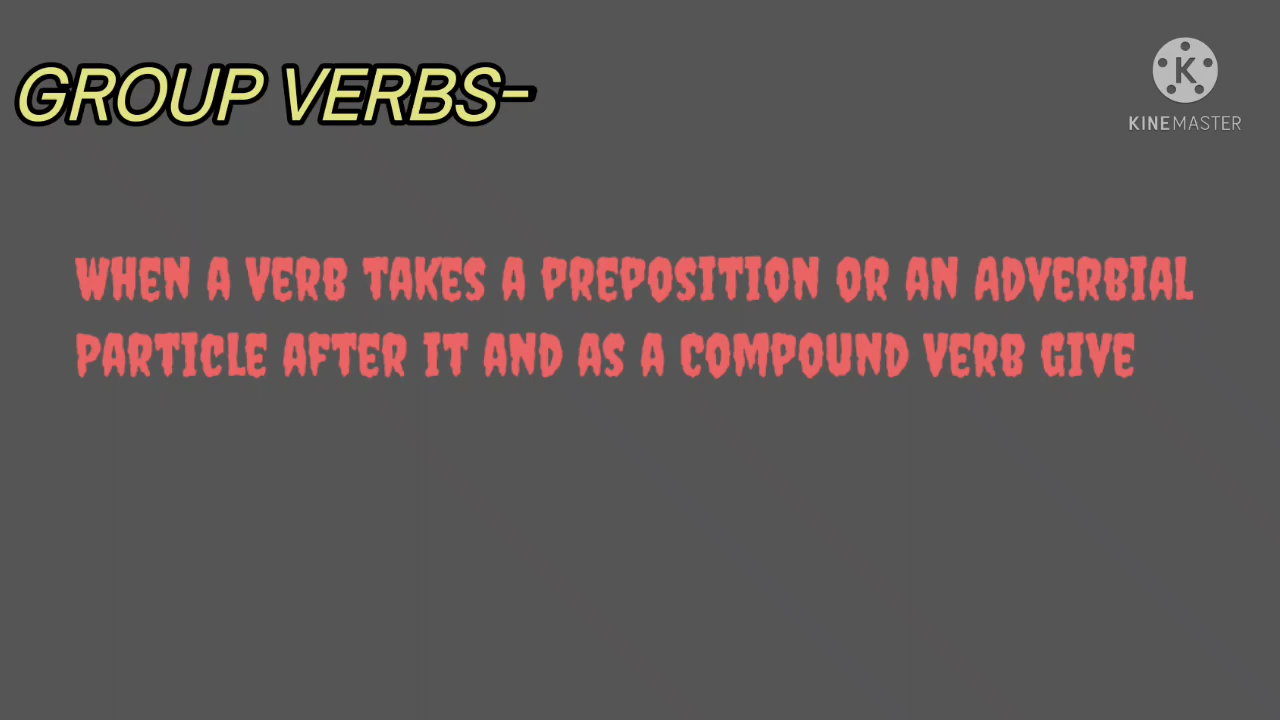 GROUP VERBS-
K
KINEMASTER
WHEN A VERB TAKES A PREPOSITION OR AN ADVERBIAL
PARTICLE AFTER IT AND AS A COMPOUND VERB GIVE